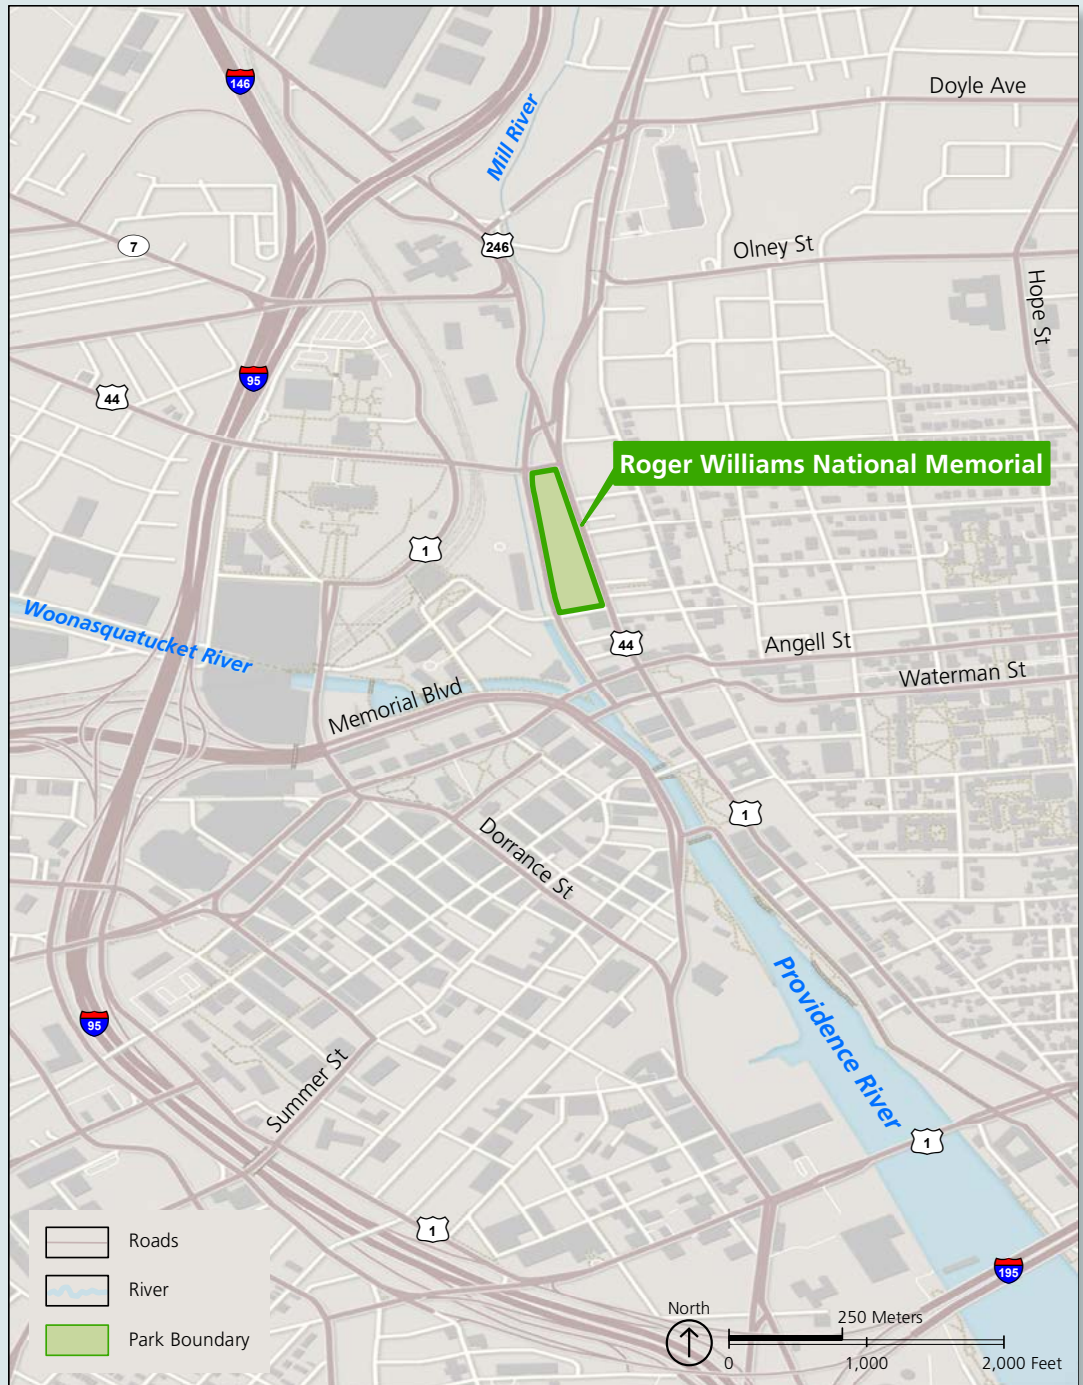 146
Doyle Ave
Mill River
7
246
Olney St
Hope St
95
44
Roger Williams National Memorial
1
Woonasquatucket River
44
Angell St
Waterman St
Memorial Blvd
1
Dorrance St
Providence River
95
Summer St
1
1
195
Roads
River
Park Boundary
North
250 Meters
0
1,000
2,000 Feet